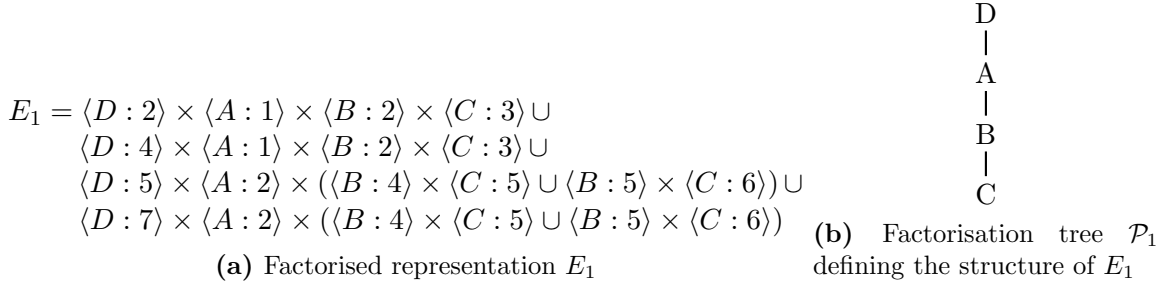 E₁ = ⟨D : 2⟩ × ⟨A : 1⟩ × ⟨B : 2⟩ × ⟨C : 3⟩ ∪
⟨D : 4⟩ × ⟨A : 1⟩ × ⟨B : 2⟩ × ⟨C : 3⟩ ∪
⟨D : 5⟩ × ⟨A : 2⟩ × (⟨B : 4⟩ × ⟨C : 5⟩ ∪ ⟨B : 5⟩ × ⟨C : 6⟩) ∪
⟨D : 7⟩ × ⟨A : 2⟩ × (⟨B : 4⟩ × ⟨C : 5⟩ ∪ ⟨B : 5⟩ × ⟨C : 6⟩)
(a) Factorised representation E₁
D
A
B
C
(b) Factorisation tree 𝒫₁
defining the structure of E₁